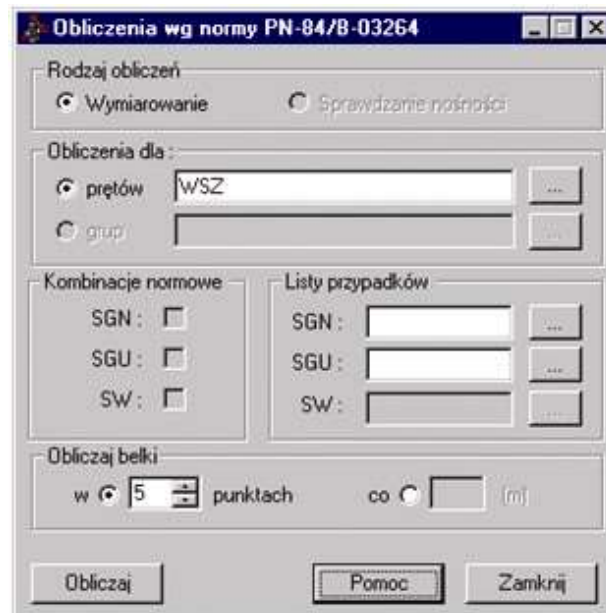 Obliczenia wg normy PN-84/B-03264
Rodzaj obliczeń
Wymiarowanie Sprawdzanie nośności
Obliczenia dla :
prętów WSZ ...
grup ...
Kombinacje normowe
SGN :
SGU :
SW :
Listy przypadków
SGN : ...
SGU : ...
SW : ...
Obliczaj belki
w 5 punktach co (m)
Obliczaj Pomoc Zamknij